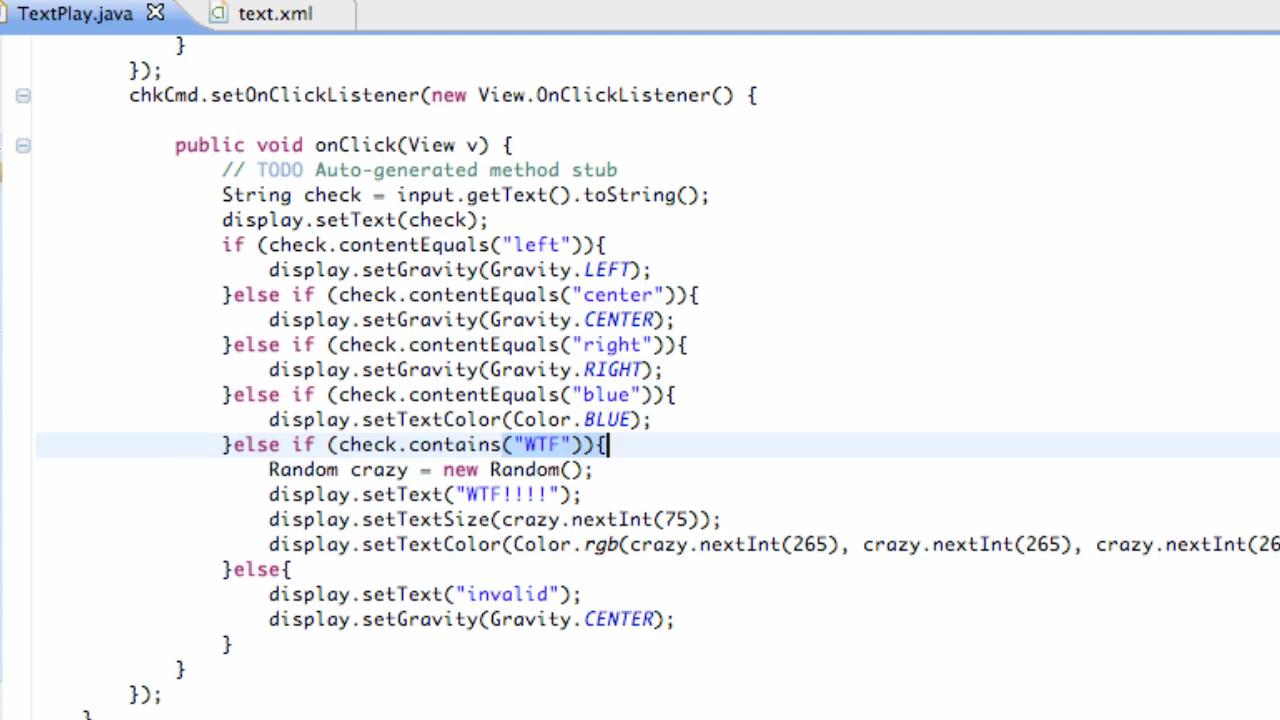 TextPlay.java text.xml
}
});
chkCmd.setOnClickListener(new View.OnClickListener() {
public void onClick(View v) {
// TODO Auto-generated method stub
String check = input.getText().toString();
display.setText(check);
if (check.contentEquals("left")){
display.setGravity(Gravity.LEFT);
}else if (check.contentEquals("center")){
display.setGravity(Gravity.CENTER);
}else if (check.contentEquals("right")){
display.setGravity(Gravity.RIGHT);
}else if (check.contentEquals("blue")){
display.setTextColor(Color.BLUE);
}else if (check.contains("WTF")){
Random crazy = new Random();
display.setText("WTF!!!!");
display.setTextSize(crazy.nextInt(75));
display.setTextColor(Color.rgb(crazy.nextInt(265), crazy.nextInt(265), crazy.nextInt(26
}else{
display.setText("invalid");
display.setGravity(Gravity.CENTER);
}
}
});
}